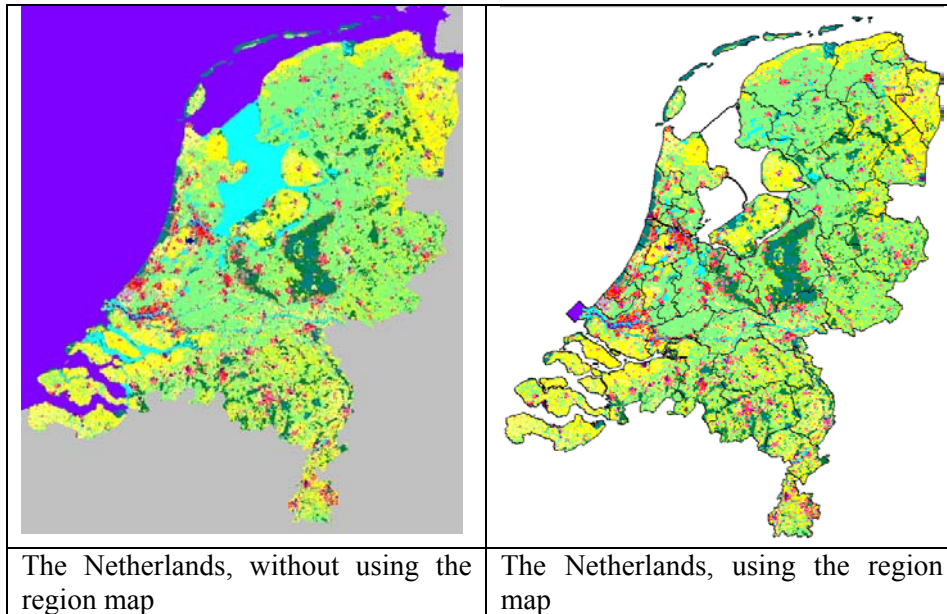 The Netherlands, without using the
region map
The Netherlands, using the region
map